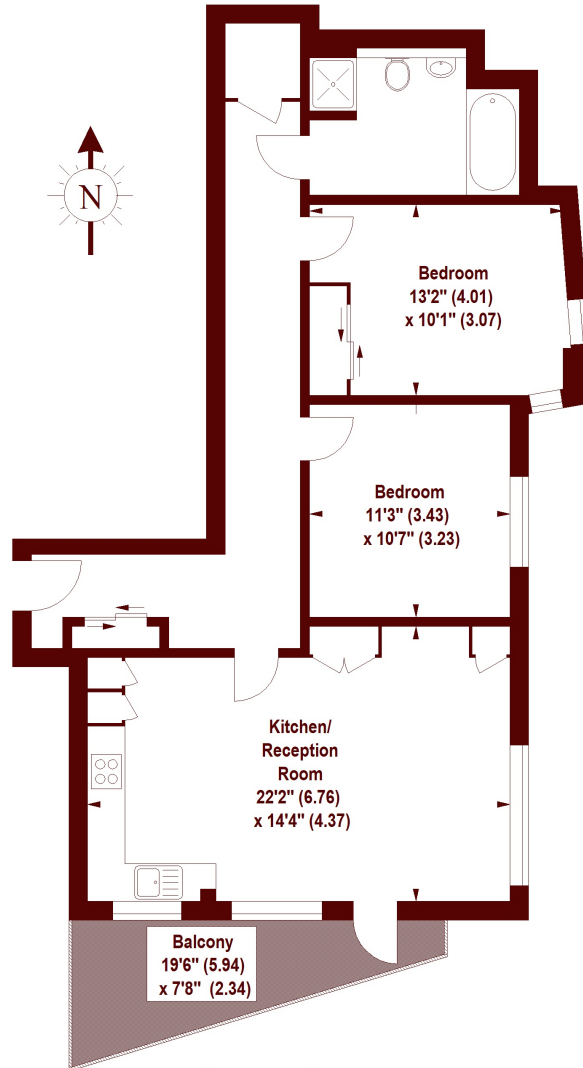 N
Bedroom
13'2" (4.01)
x 10'1" (3.07)
Bedroom
11'3" (3.43)
x 10'7" (3.23)
Kitchen/
Reception
Room
22'2" (6.76)
x 14'4" (4.37)
Balcony
19'6" (5.94)
x 7'8" (2.34)